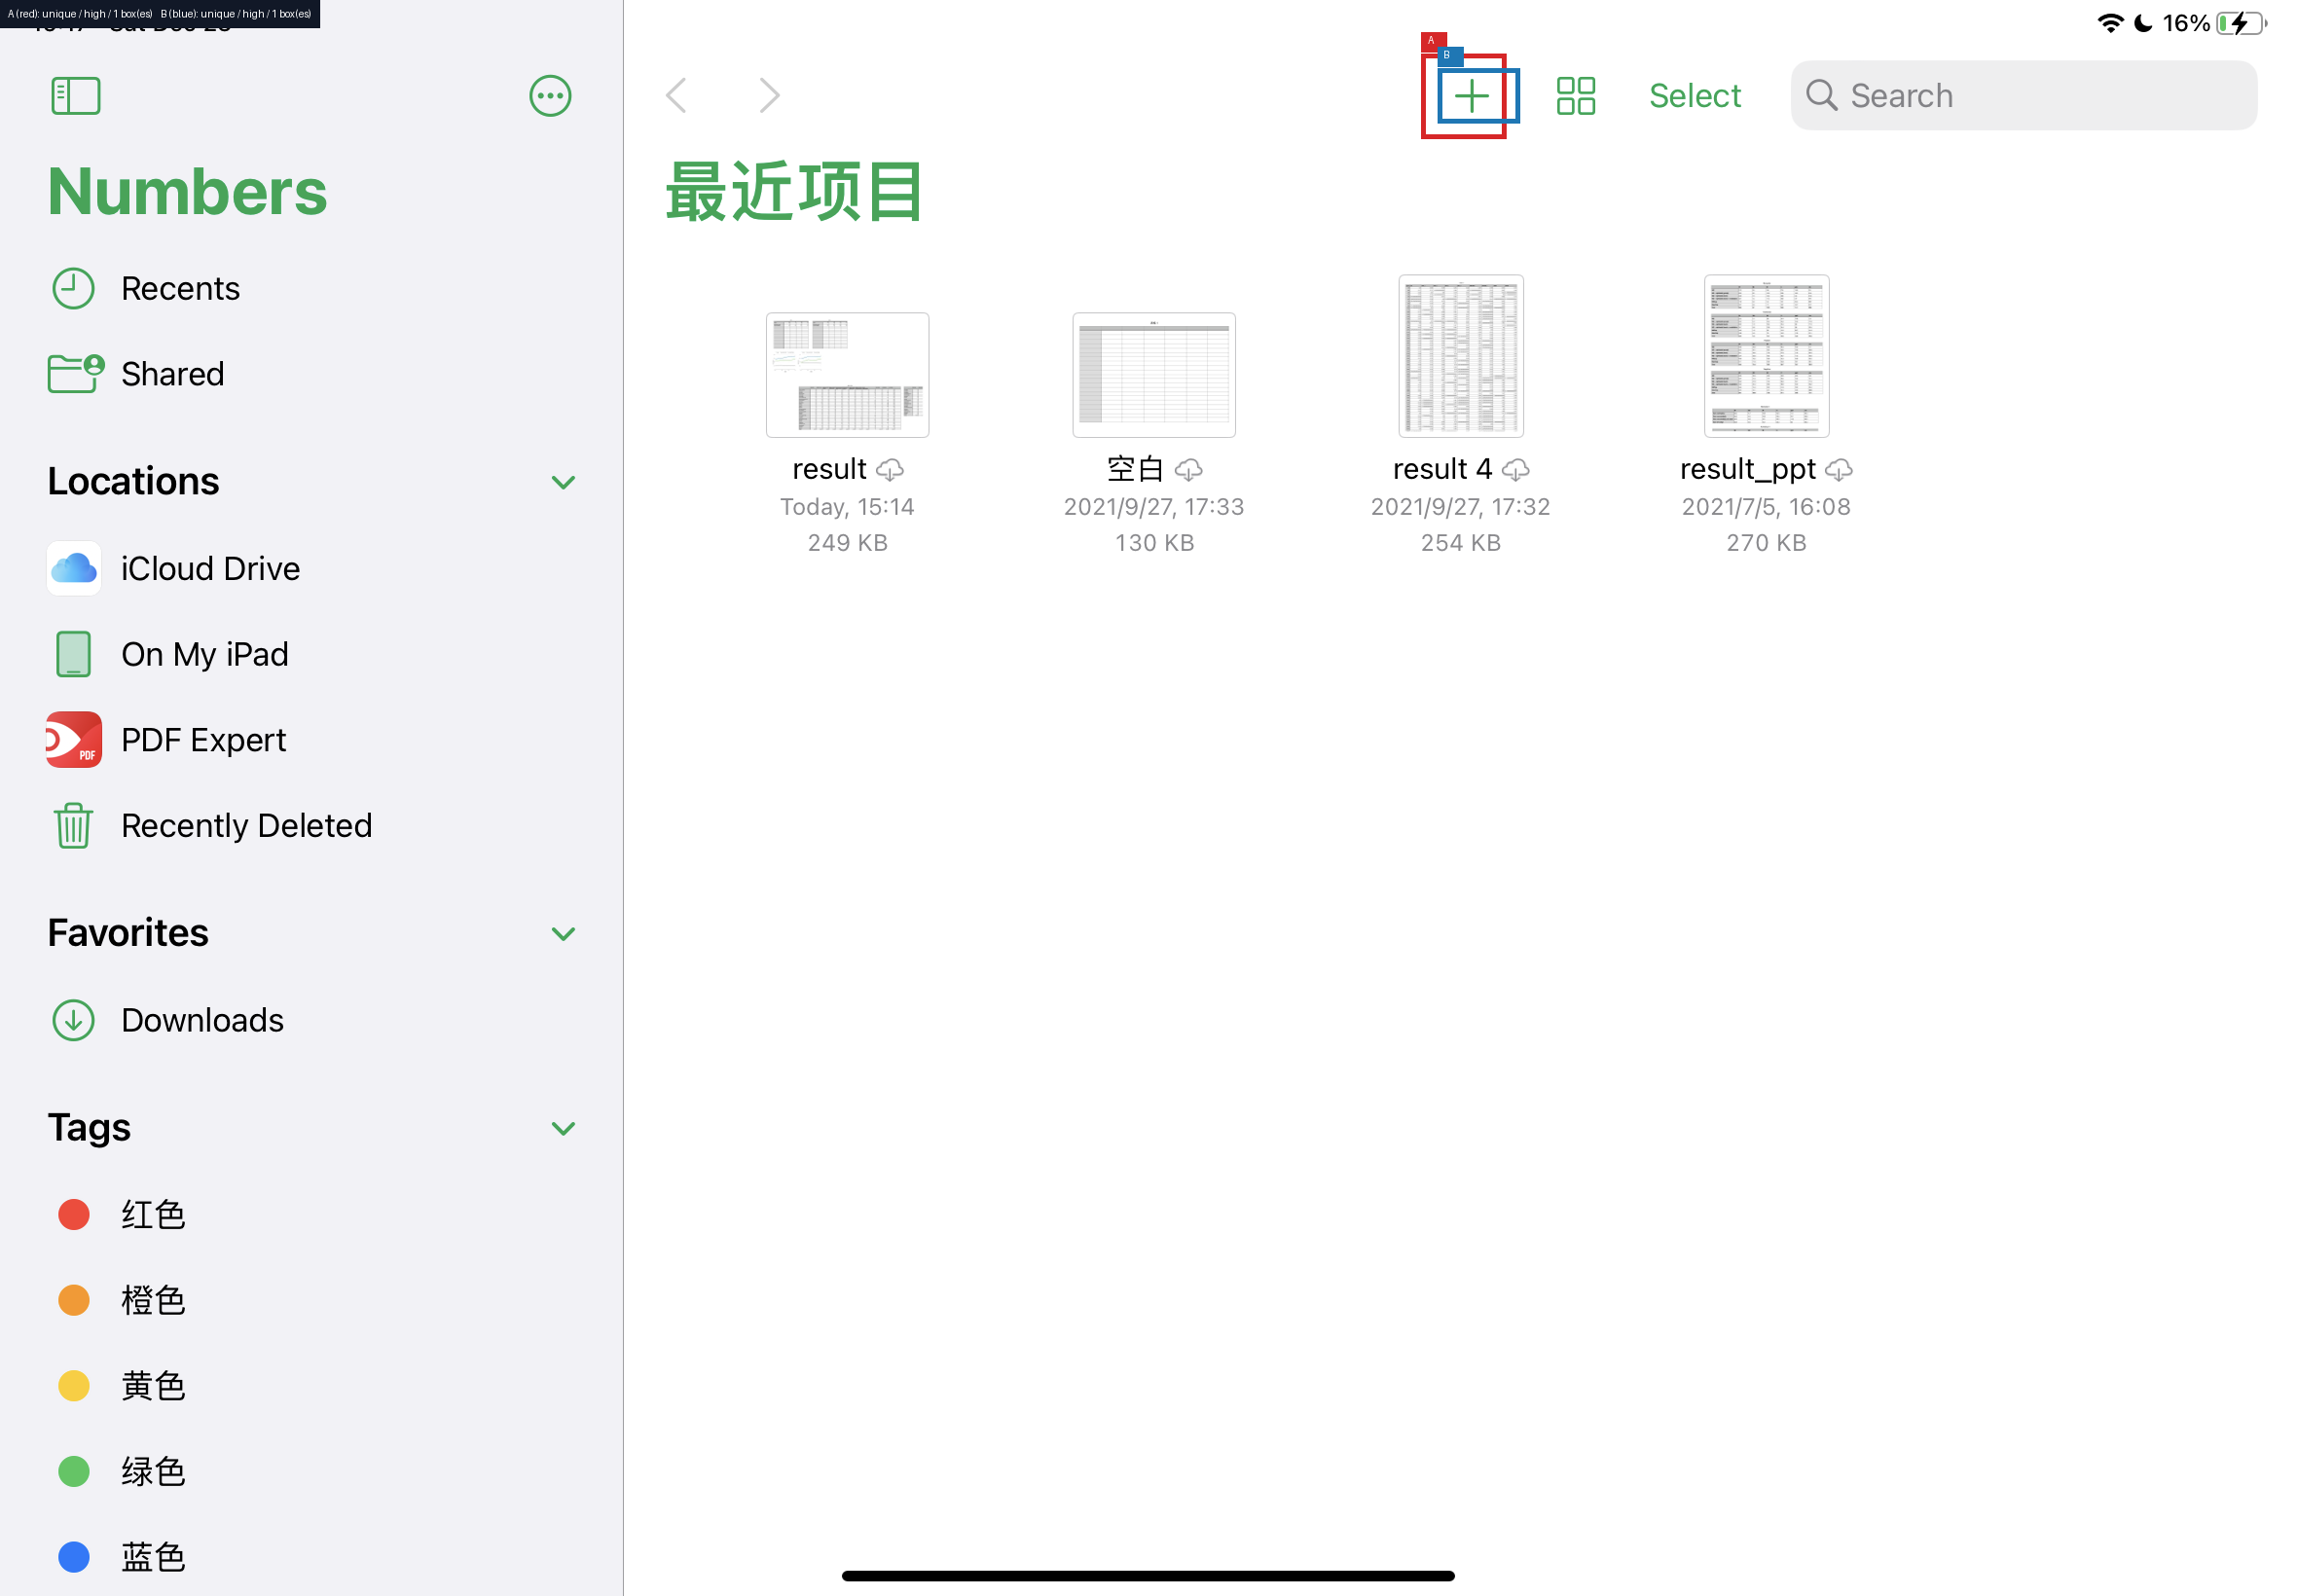 A (red): unique / high / 1 box(es) B (blue): unique / high / 1 box(es)
16%
A
B
Select
Search
Numbers
最近项目
Recents
Shared
Locations
iCloud Drive
On My iPad
PDF Expert
PDF
Recently Deleted
Favorites
Downloads
Tags
红色
橙色
黄色
绿色
蓝色
result
Today, 15:14
249 KB
空白
2021/9/27, 17:33
130 KB
result 4
2021/9/27, 17:32
254 KB
result_ppt
2021/7/5, 16:08
270 KB